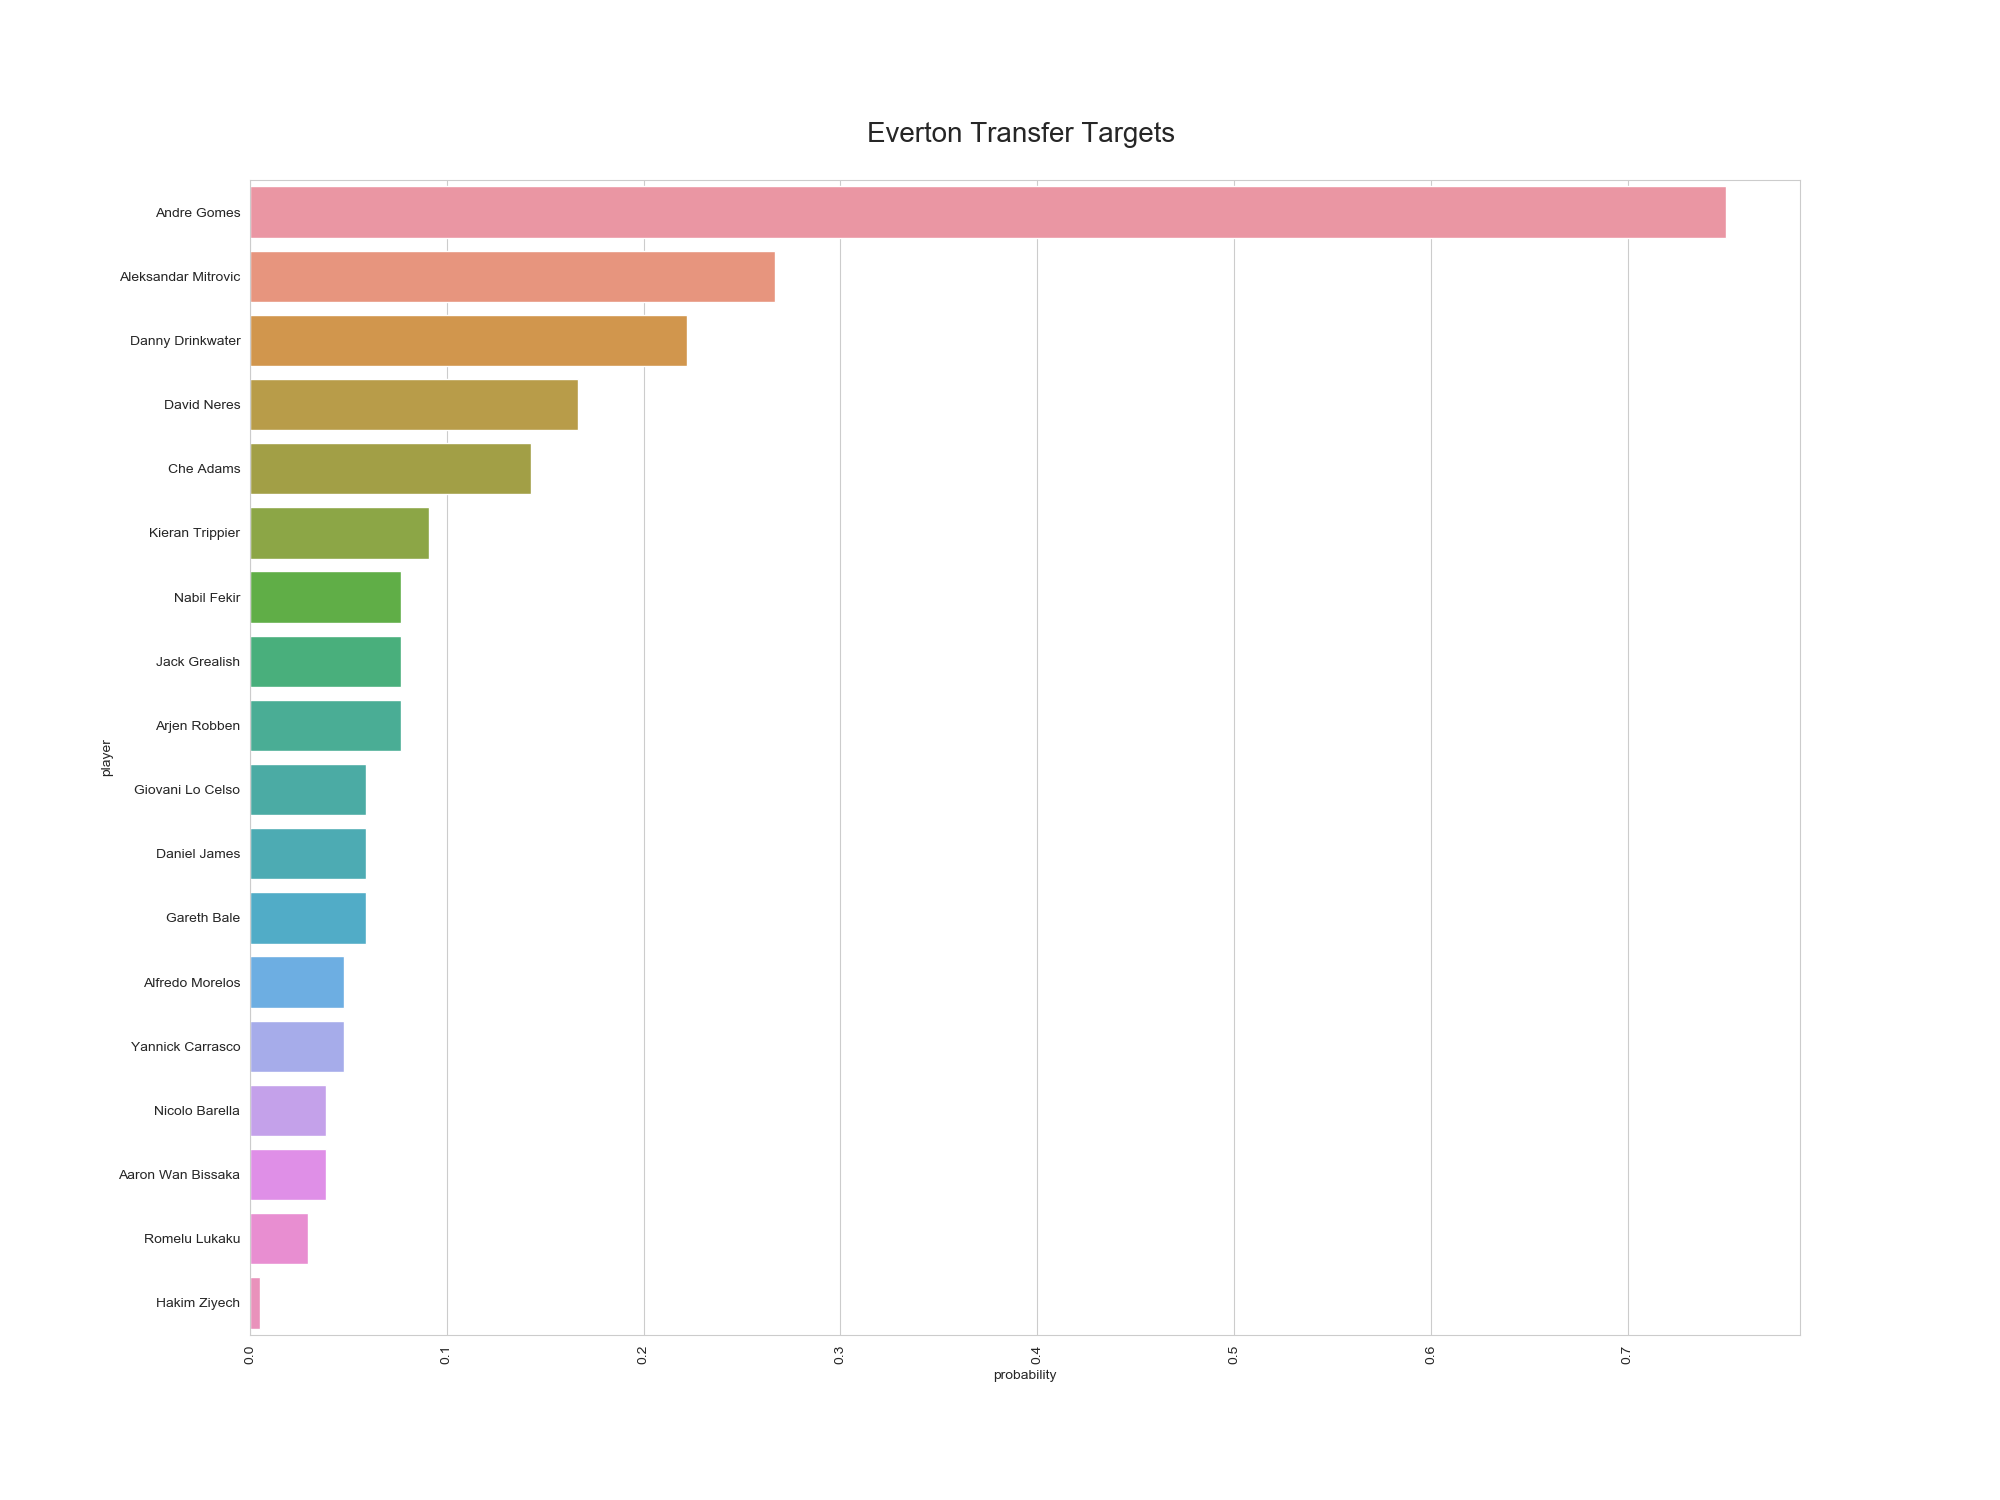 Everton Transfer Targets
Andre Gomes
Aleksandar Mitrovic
Danny Drinkwater
David Neres
Che Adams
Kieran Trippier
Nabil Fekir
Jack Grealish
Arjen Robben
player
Giovani Lo Celso
Daniel James
Gareth Bale
Alfredo Morelos
Yannick Carrasco
Nicolo Barella
Aaron Wan Bissaka
Romelu Lukaku
Hakim Ziyech
0.0 0.1 0.2 0.3 0.4 0.5 0.6 0.7
probability